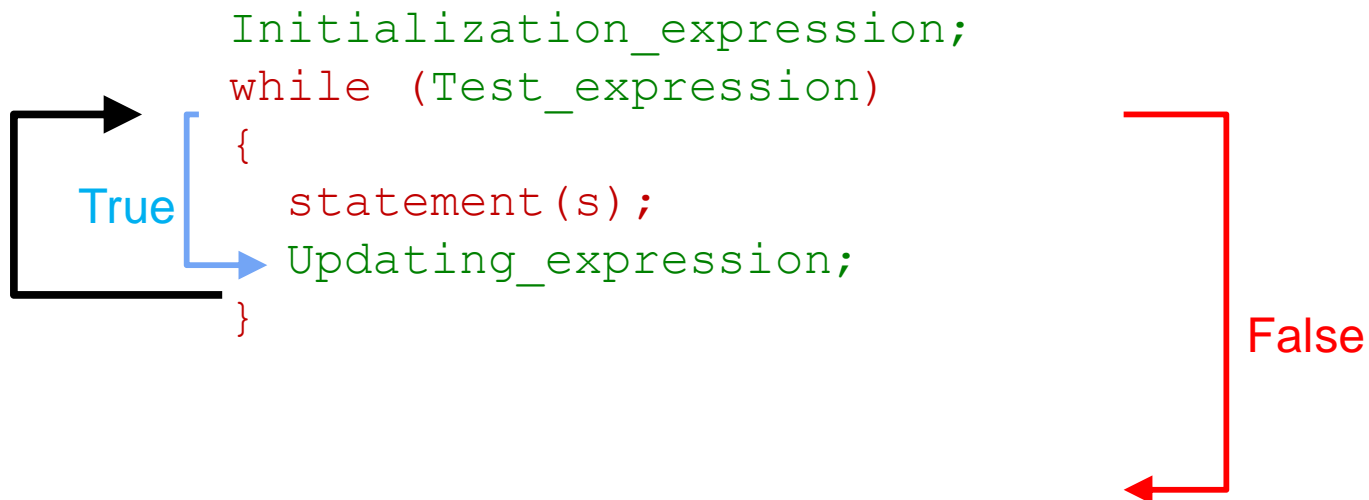 Initialization_expression;
while (Test_expression)
{
True
statement(s);
Updating_expression;
}
False